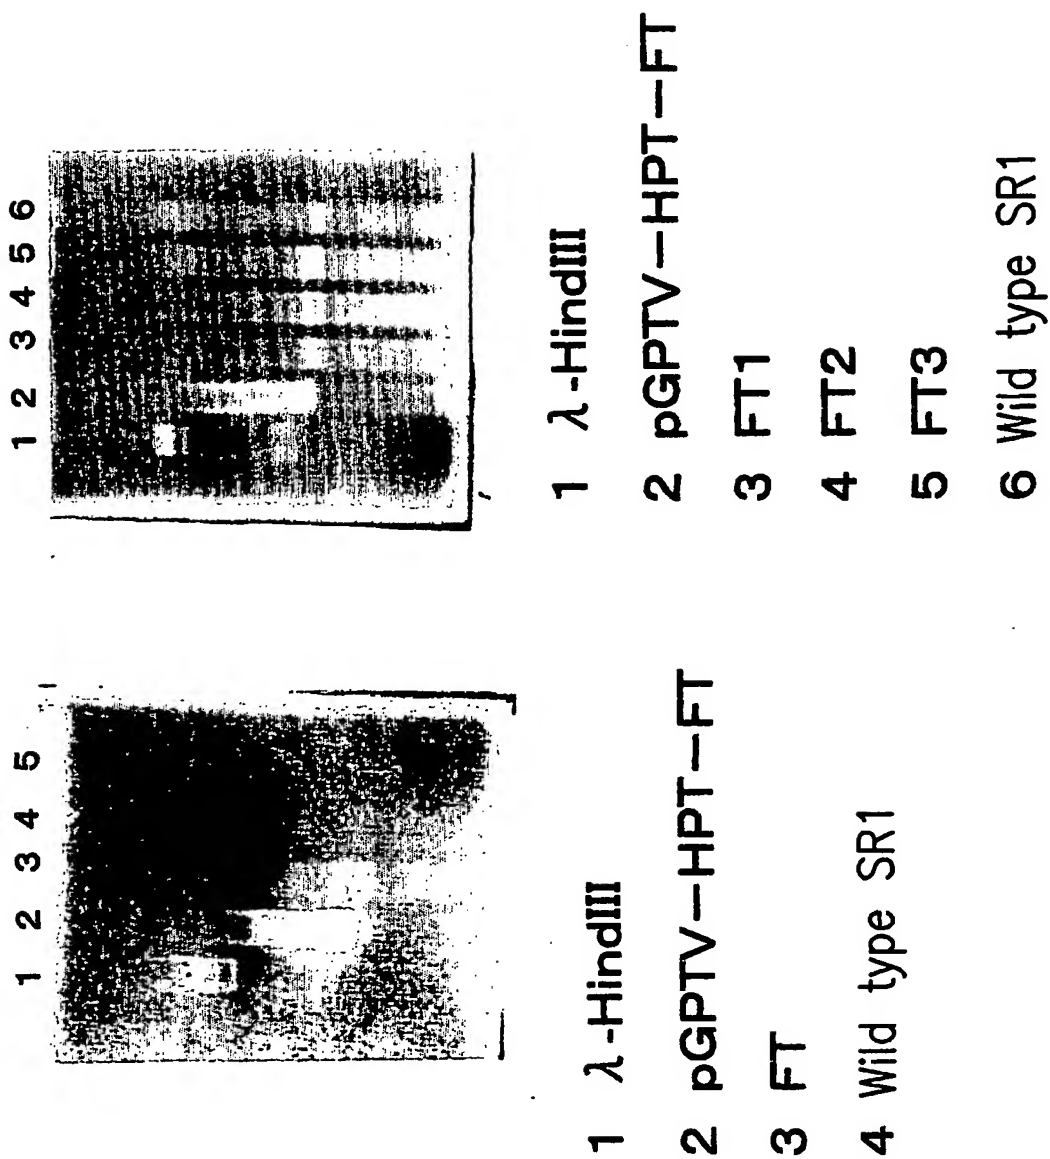 1 2 3 4 5
1 λ-HindIII
2 pGPTV-HPT-FT
3 FT
4 Wild type SR1
1 2 3 4 5 6
1 λ-HindIII
2 pGPTV-HPT-FT
3 FT1
4 FT2
5 FT3
6 Wild type SR1